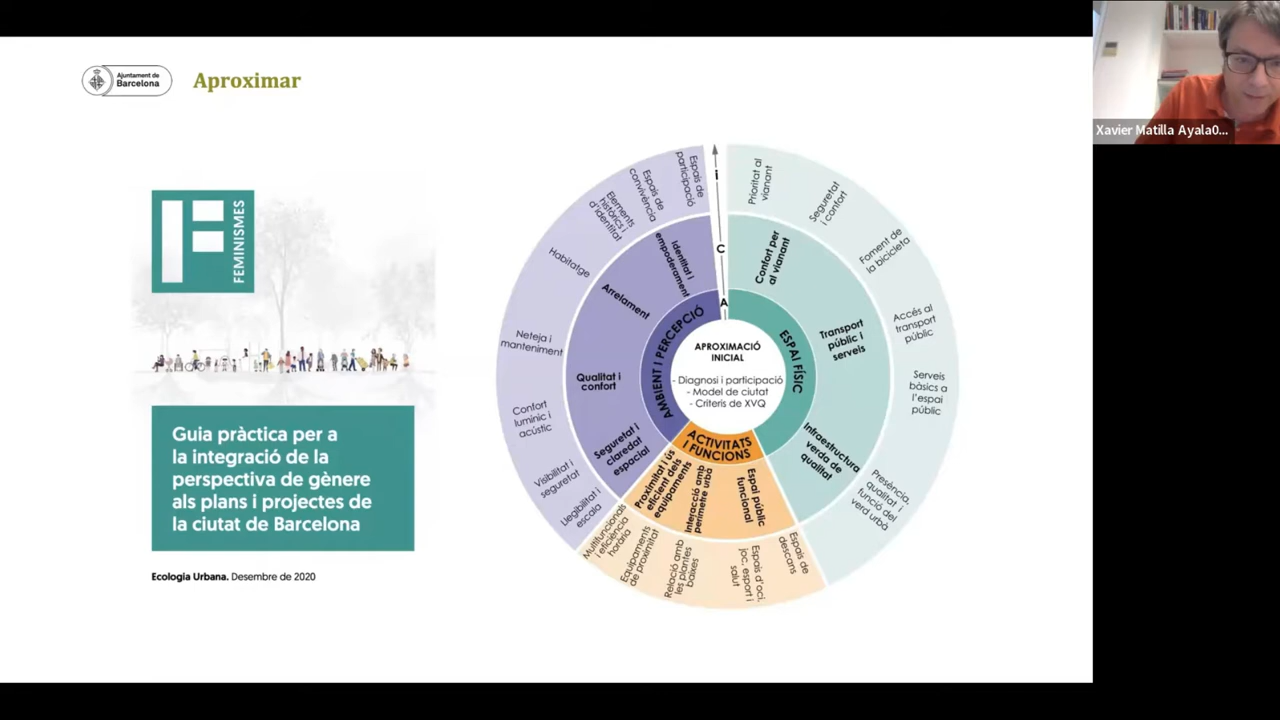 Ajuntament de
Barcelona
Aproximar
Xavier Matilla Ayala0...
FEMINISMES
Guia pràctica per a
la integració de la
perspectiva de gènere
als plans i projectes de
la ciutat de Barcelona
Ecologia Urbana. Desembre de 2020
i
C
A
APROXIMACIÓ
INICIAL
- Diagnosi i participació
- Model de ciutat
- Criteris de XVQ
ESPAI FÍSIC
Confort per
al vianant
Transport
públic i
serveis
Infraestructura
verda de
qualitat
Prioritat al
vianant
Seguretat
i confort
Foment de
la bicicleta
Accés al
transport
públic
Serveis
bàsics a
l'espai
públic
Presència,
qualitat i
funció del
verd urbà
ACTIVITATS
I FUNCIONS
Espai públic
funcional
Interacció amb
perímetre urbà
Proximitat i ús
eficient dels
equipaments
Espais de
descans
Espais d'oci,
joc, esport i
salut
Relació amb
les plantes
baixes
Equipaments
de proximitat
Multifuncionals
i eficiència
horària
AMBIENT I PERCEPCIÓ
Seguretat i
claredat
espacial
Qualitat i
confort
Arrelament
Identitat i
empoderament
Llegibilitat i
escala
Visibilitat i
seguretat
Confort
lumínic i
acústic
Neteja i
manteniment
Habitatge
Elements
històrics i
d'identitat
Espais de
convivència
Espais de
participació